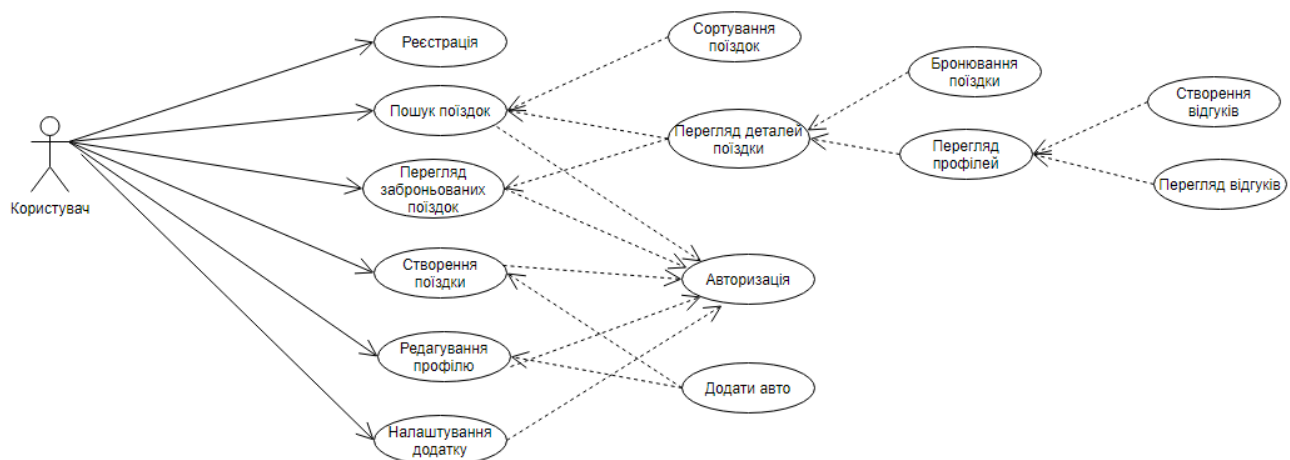 Реєстрація
Пошук поїздок
Перегляд
заброньованих
поїздок
Створення
поїздки
Редагування
профілю
Налаштування
додатку
Користувач
Сортування
поїздок
Перегляд деталей
поїздки
Авторизація
Додати авто
Бронювання
поїздки
Перегляд
профілей
Створення
відгуків
Перегляд відгуків